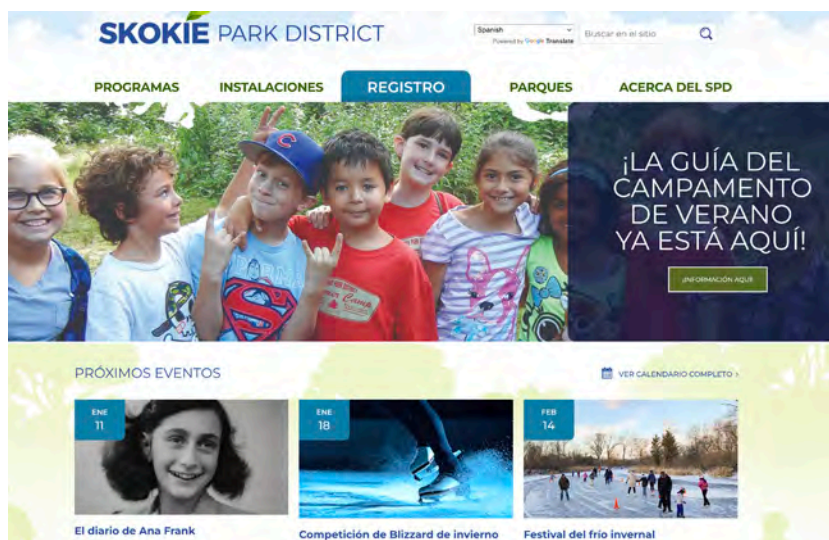 SKOKIE PARK DISTRICT
Spanish
Powered by Google Translate
Buscar en el sitio
PROGRAMAS INSTALACIONES REGISTRO PARQUES ACERCA DEL SPD
¡LA GUÍA DEL
CAMPAMENTO
DE VERANO
YA ESTÁ AQUÍ!
¡INFORMACIÓN AQUÍ!
PRÓXIMOS EVENTOS
VER CALENDARIO COMPLETO >
ENE
11
ENE
18
FEB
14
El diario de Ana Frank
Competición de Blizzard de invierno
Festival del frío invernal